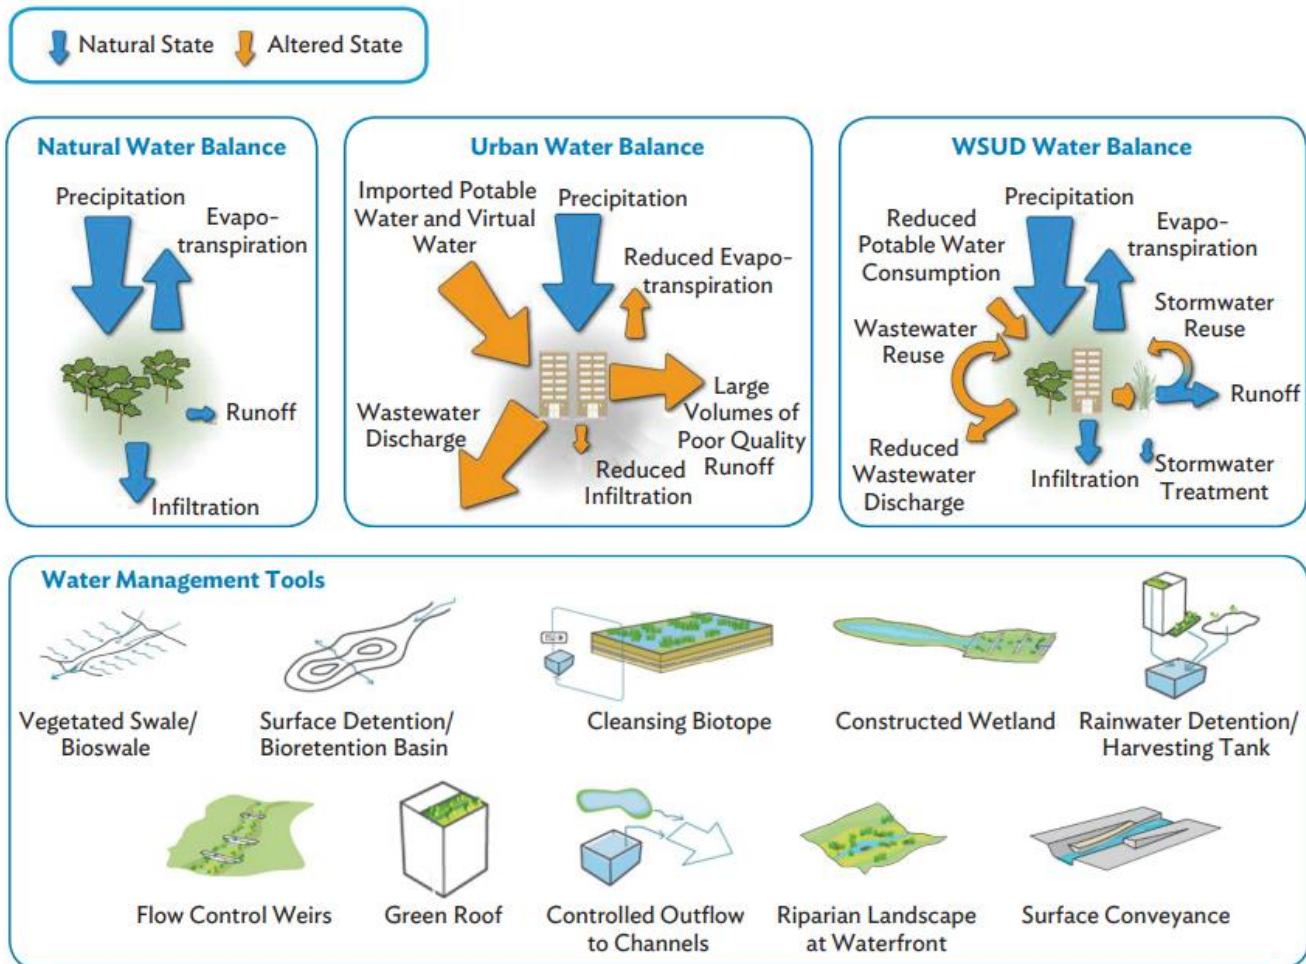 Natural State
Altered State
Natural Water Balance
Precipitation
Evapo-
transpiration
Runoff
Infiltration
Urban Water Balance
Imported Potable
Water and Virtual
Water
Precipitation
Reduced Evapo-
transpiration
Wastewater
Discharge
Large
Volumes of
Poor Quality
Runoff
Reduced
Infiltration
WSUD Water Balance
Precipitation
Reduced
Potable Water
Consumption
Evapo-
transpiration
Wastewater
Reuse
Stormwater
Reuse
Runoff
Reduced
Wastewater
Discharge
Infiltration
Stormwater
Treatment
Water Management Tools
Vegetated Swale/
Bioswale
Surface Detention/
Bioretention Basin
Cleansing Biotope
Constructed Wetland
Rainwater Detention/
Harvesting Tank
Flow Control Weirs
Green Roof
Controlled Outflow
to Channels
Riparian Landscape
at Waterfront
Surface Conveyance